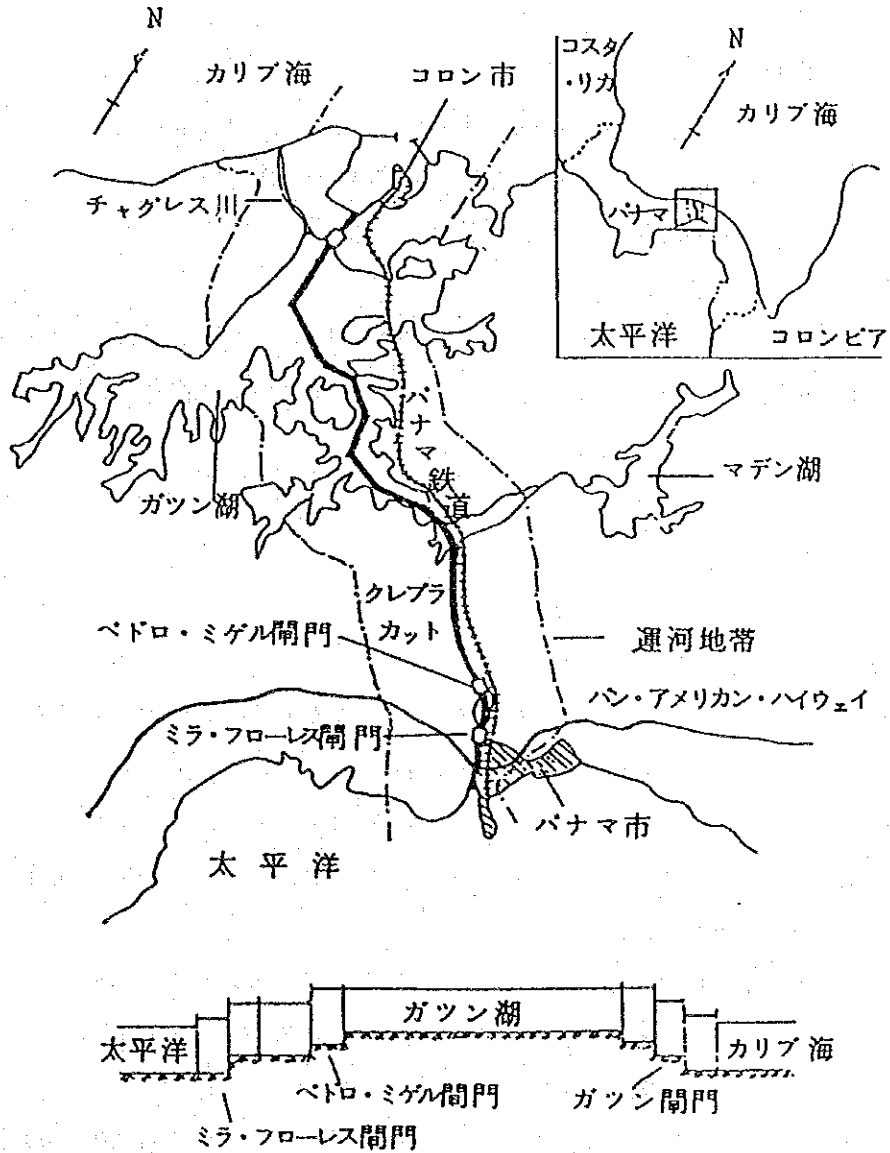 N
カリブ海
コロン市
チャグレス川
コスタ
・リカ
N
カリブ海
パナマ
太平洋
コロンビア
パナマ鉄道
マデン湖
ガツン湖
クレブラ
カット
ペドロ・ミゲル閘門
運河地帯
パン・アメリカン・ハイウェイ
ミラ・フローレス閘門
パナマ市
太平洋
ガツン湖
太平洋
カリブ海
ペトロ・ミゲル閘門
ガツン閘門
ミラ・フローレス閘門